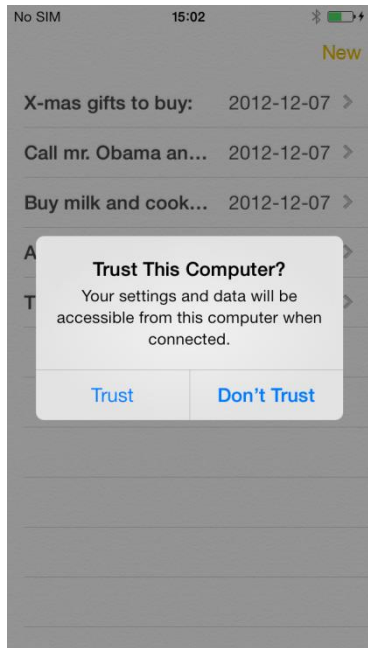 No SIM 15:02
New
X-mas gifts to buy: 2012-12-07
Call mr. Obama an... 2012-12-07
Buy milk and cook... 2012-12-07
A
T
Trust This Computer?
Your settings and data will be
accessible from this computer when
connected.
Trust Don't Trust